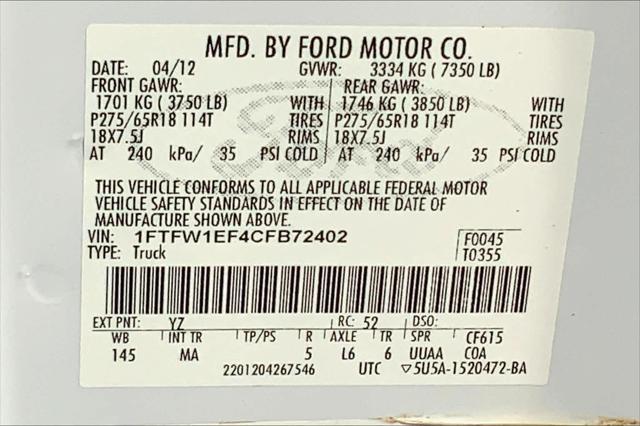 MFD. BY FORD MOTOR CO.
DATE: 04/12 GVWR: 3334 KG ( 7350 LB)
FRONT GAWR: REAR GAWR:
1701 KG ( 3750 LB) WITH 1746 KG ( 3850 LB) WITH
P275/65R18 114T TIRES P275/65R18 114T TIRES
18X7.5J RIMS 18X7.5J RIMS
AT 240 kPa/ 35 PSI COLD AT 240 kPa/ 35 PSI COLD
Ford
THIS VEHICLE CONFORMS TO ALL APPLICABLE FEDERAL MOTOR
VEHICLE SAFETY STANDARDS IN EFFECT ON THE DATE OF
MANUFACTURE SHOWN ABOVE.
VIN: 1FTFW1EF4CFB72402 F0045
TYPE: Truck T0355
EXT PNT: YZ RC: 52 DSO:
WB INT TR TP/PS R AXLE TR SPR CF615
145 MA 5 L6 6 UUAA COA
2201204267546 UTC ▽5U5A-1520472-BA